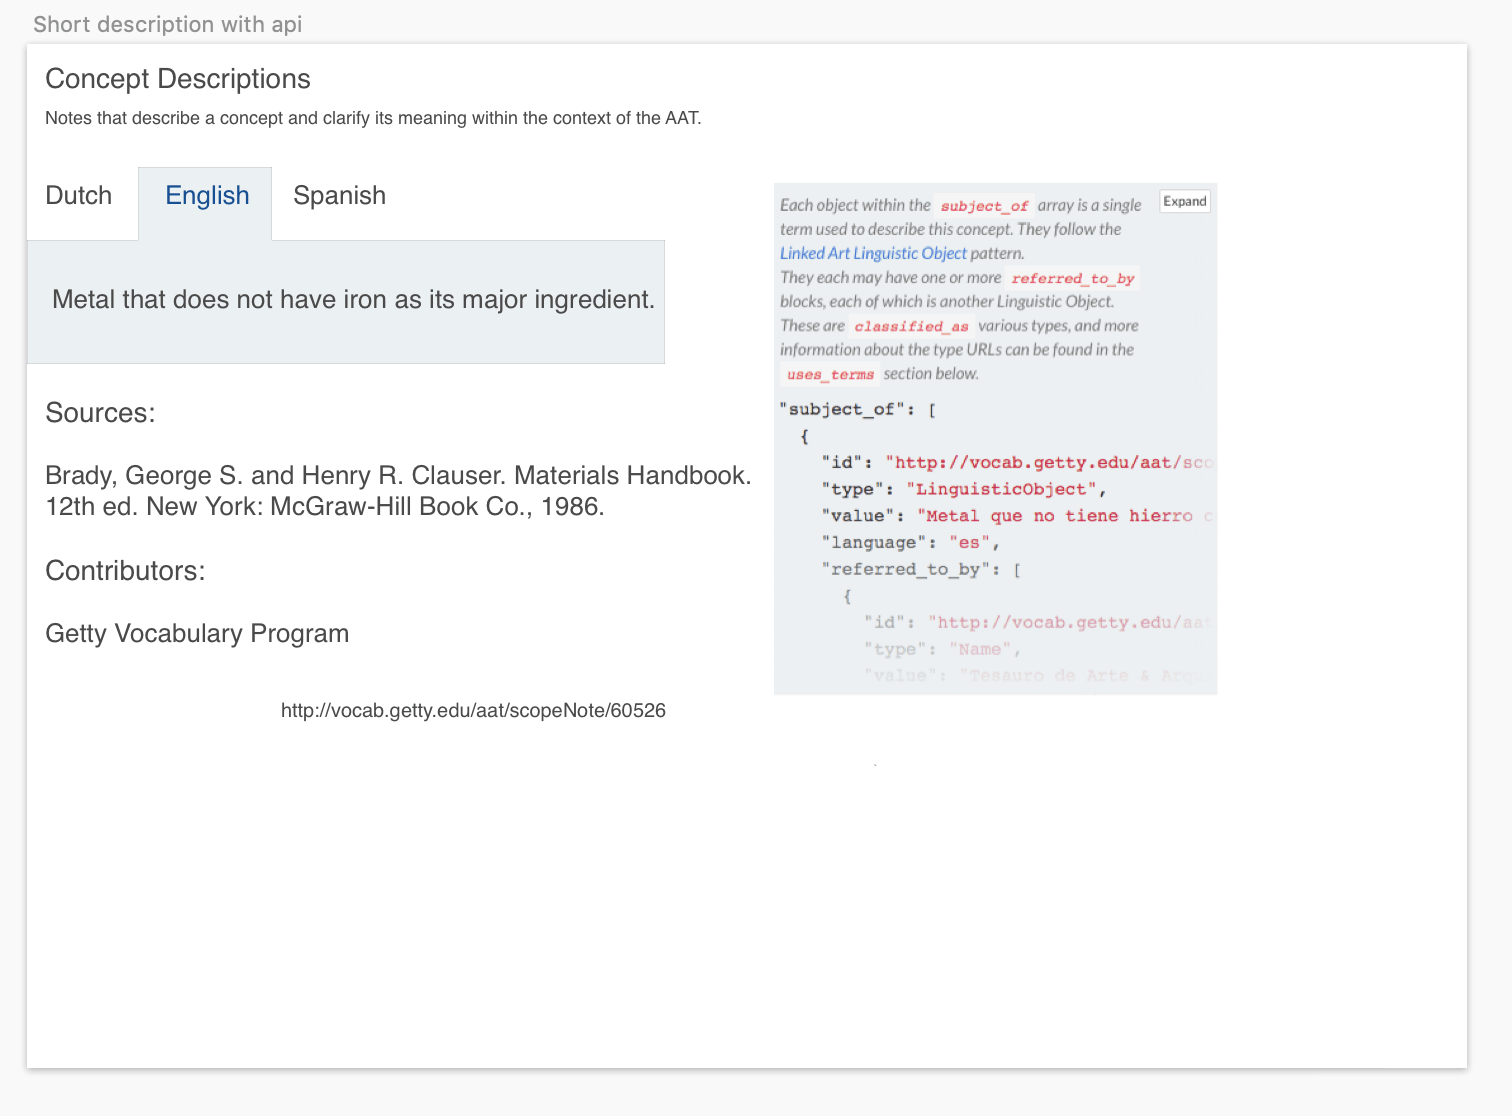 Short description with api
Concept Descriptions
Notes that describe a concept and clarify its meaning within the context of the AAT.
Dutch
English
Spanish
Metal that does not have iron as its major ingredient.
Sources:
Brady, George S. and Henry R. Clauser. Materials Handbook.
12th ed. New York: McGraw-Hill Book Co., 1986.
Contributors:
Getty Vocabulary Program
http://vocab.getty.edu/aat/scopeNote/60526
Expand
Each object within the subject_of array is a single
term used to describe this concept. They follow the
Linked Art Linguistic Object pattern.
They each may have one or more referred_to_by
blocks, each of which is another Linguistic Object.
These are classified_as various types, and more
information about the type URLs can be found in the
uses_terms section below.
"subject_of": [
{
"id": "http://vocab.getty.edu/aat/sco
"type": "LinguisticObject",
"value": "Metal que no tiene hierro c
"language": "es",
"referred_to_by": [
{
"id": "http://vocab.getty.edu/aat
"type": "Name",
"value": "Tesauro de Arte & Arqu